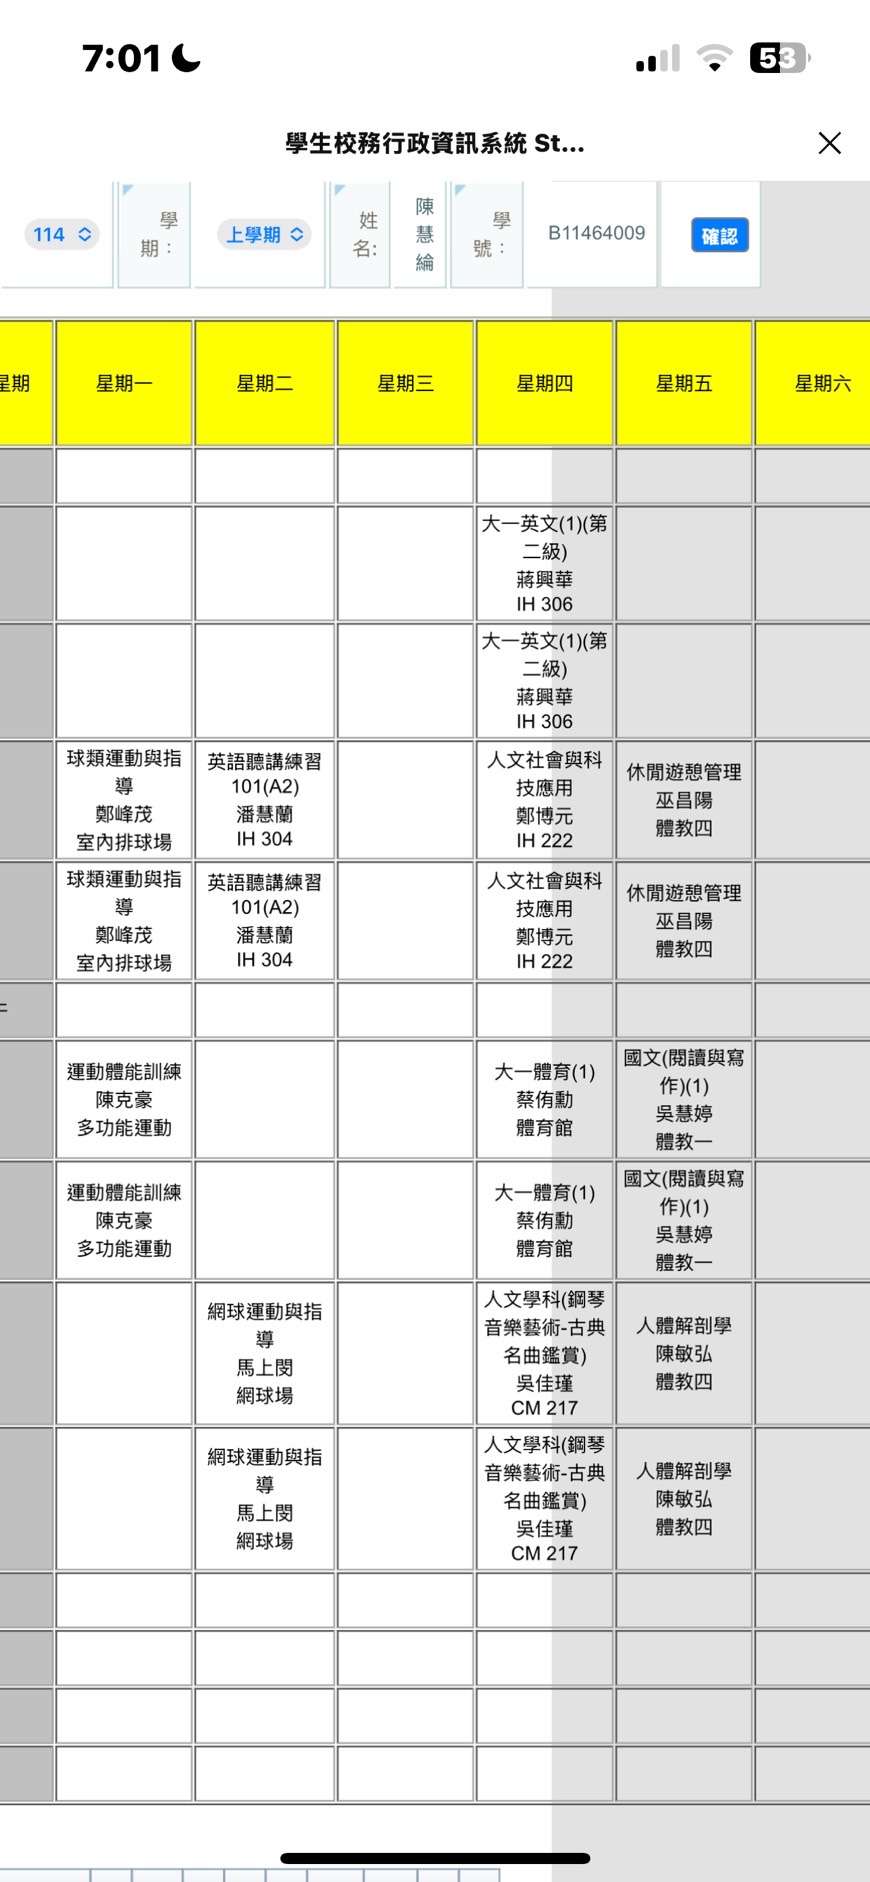 7:01
53
學生校務行政資訊系統 St...
114
學
期：
上學期
姓
名:
陳
慧
綸
學
號：
B11464009
確認
星期
星期一
星期二
星期三
星期四
星期五
星期六
大一英文(1)(第
二級)
蔣興華
IH 306
大一英文(1)(第
二級)
蔣興華
IH 306
球類運動與指
導
鄭峰茂
室內排球場
英語聽講練習
101(A2)
潘慧蘭
IH 304
人文社會與科
技應用
鄭博元
IH 222
休閒遊憩管理
巫昌陽
體教四
球類運動與指
導
鄭峰茂
室內排球場
英語聽講練習
101(A2)
潘慧蘭
IH 304
人文社會與科
技應用
鄭博元
IH 222
休閒遊憩管理
巫昌陽
體教四
運動體能訓練
陳克豪
多功能運動
大一體育(1)
蔡侑勳
體育館
國文(閱讀與寫
作)(1)
吳慧婷
體教一
運動體能訓練
陳克豪
多功能運動
大一體育(1)
蔡侑勳
體育館
國文(閱讀與寫
作)(1)
吳慧婷
體教一
網球運動與指
導
馬上閔
網球場
人文學科(鋼琴
音樂藝術-古典
名曲鑑賞)
吳佳瑾
CM 217
人體解剖學
陳敏弘
體教四
網球運動與指
導
馬上閔
網球場
人文學科(鋼琴
音樂藝術-古典
名曲鑑賞)
吳佳瑾
CM 217
人體解剖學
陳敏弘
體教四